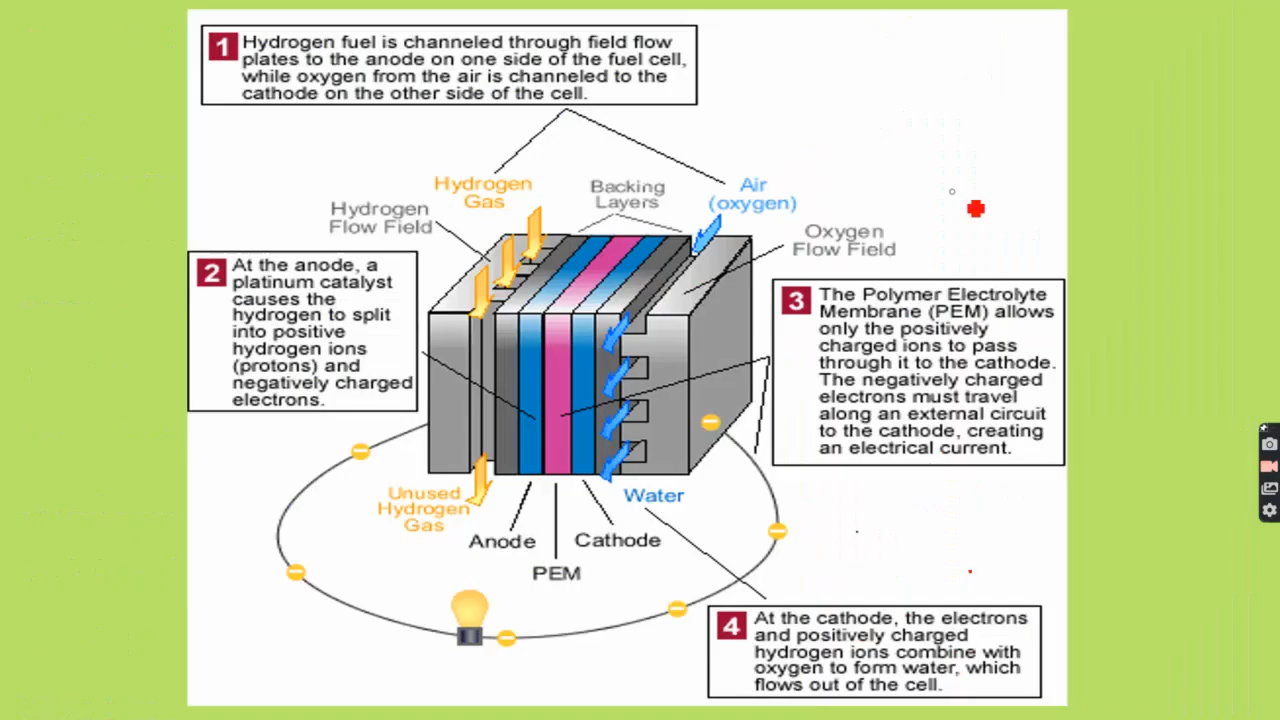 1 Hydrogen fuel is channeled through field flow
plates to the anode on one side of the fuel cell,
while oxygen from the air is channeled to the
cathode on the other side of the cell.
Hydrogen
Gas
Backing
Layers
Air
(oxygen)
Hydrogen
Flow Field
Oxygen
Flow Field
2 At the anode, a
platinum catalyst
causes the
hydrogen to split
into positive
hydrogen ions
(protons) and
negatively charged
electrons.
3 The Polymer Electrolyte
Membrane (PEM) allows
only the positively
charged ions to pass
through it to the cathode.
The negatively charged
electrons must travel
along an external circuit
to the cathode, creating
an electrical current.
Unused
Hydrogen
Gas
Water
Anode
Cathode
PEM
4 At the cathode, the electrons
and positively charged
hydrogen ions combine with
oxygen to form water, which
flows out of the cell.